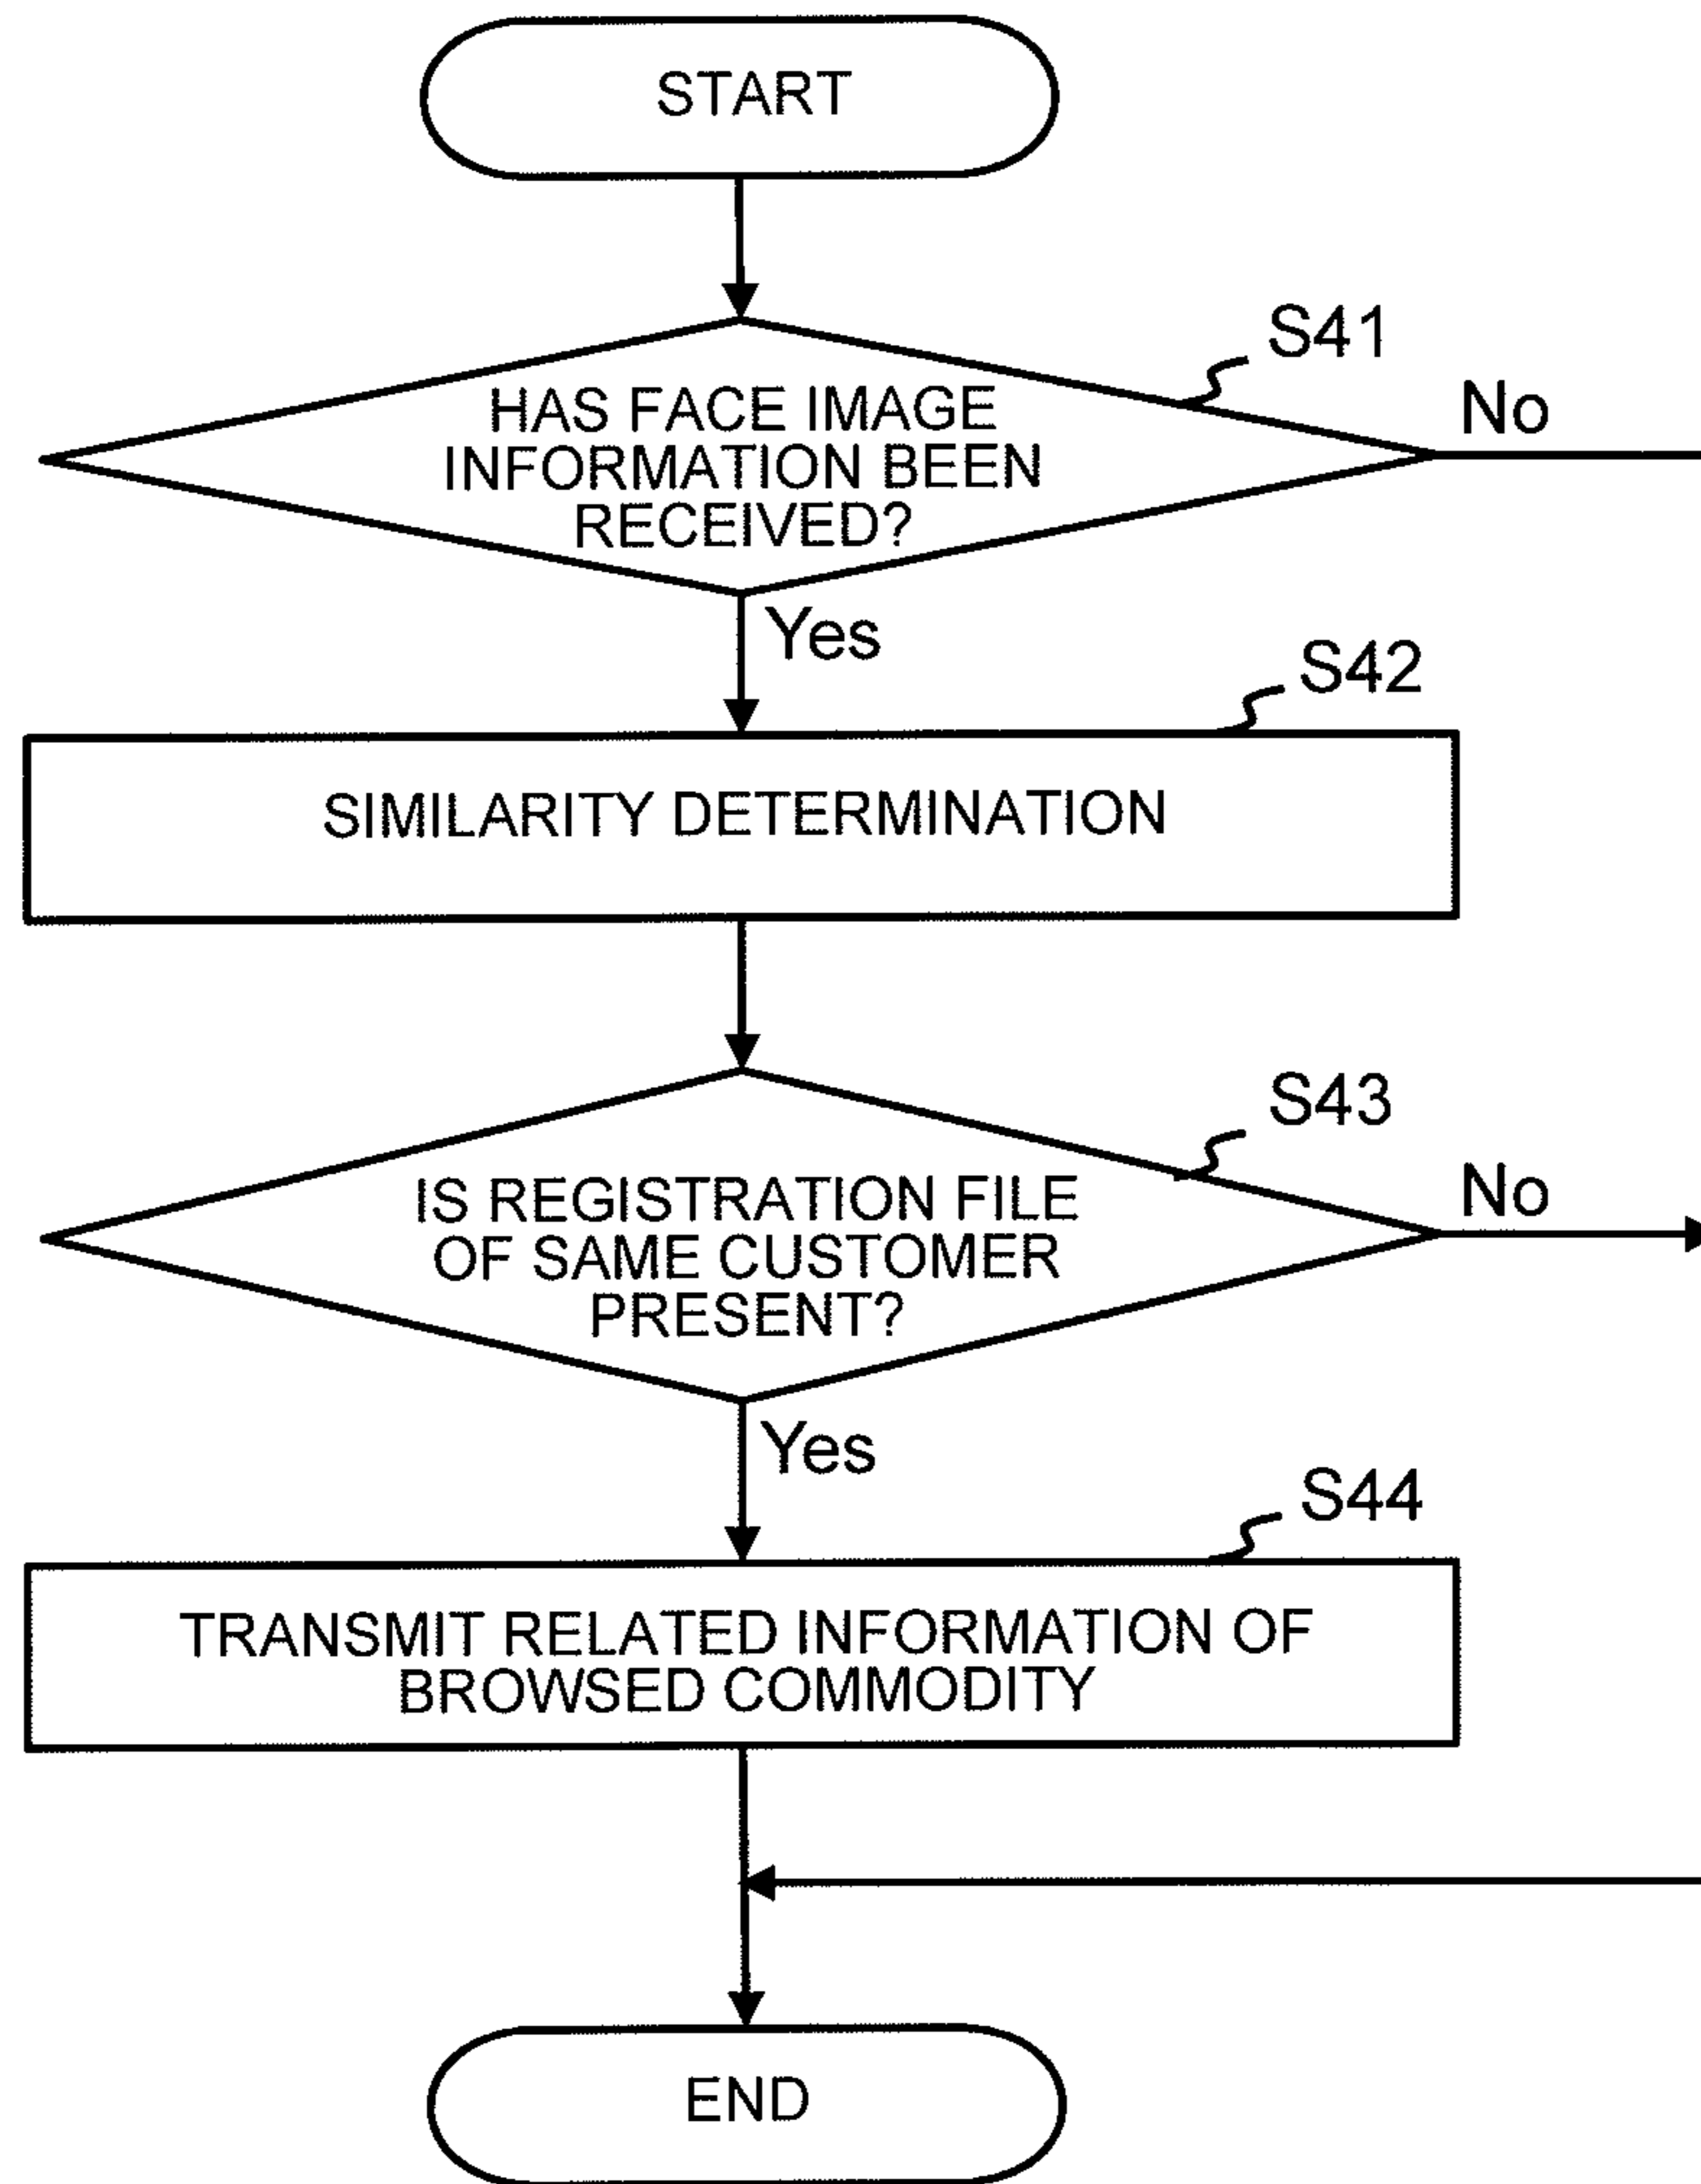 START
S41
HAS FACE IMAGE
INFORMATION BEEN
RECEIVED?
No
Yes
S42
SIMILARITY DETERMINATION
S43
IS REGISTRATION FILE
OF SAME CUSTOMER
PRESENT?
No
Yes
S44
TRANSMIT RELATED INFORMATION OF
BROWSED COMMODITY
END